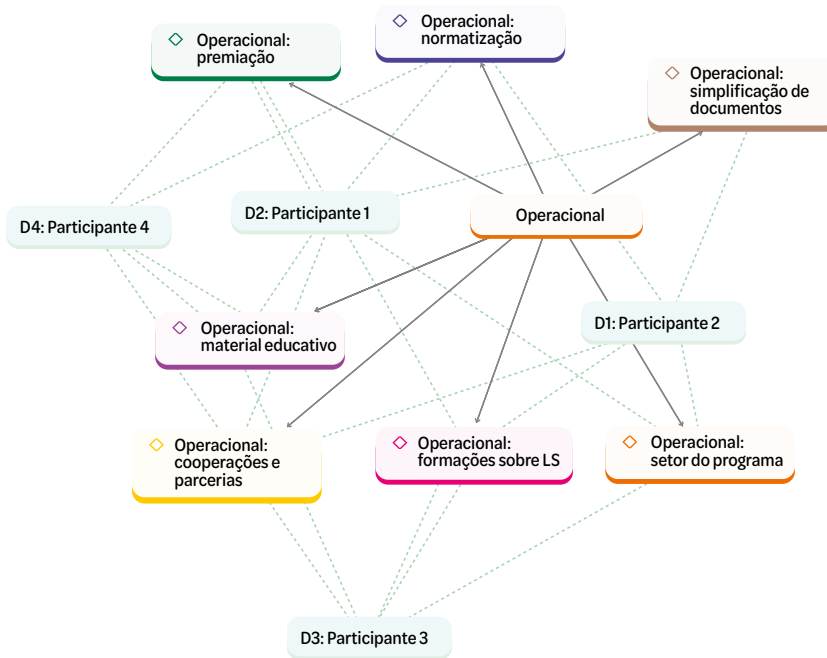 Operacional:
premiação
Operacional:
normatização
Operacional:
simplificação de
documentos
D4: Participante 4
D2: Participante 1
Operacional
Operacional:
material educativo
D1: Participante 2
Operacional:
cooperações e
parcerias
Operacional:
formações sobre LS
Operacional:
setor do programa
D3: Participante 3